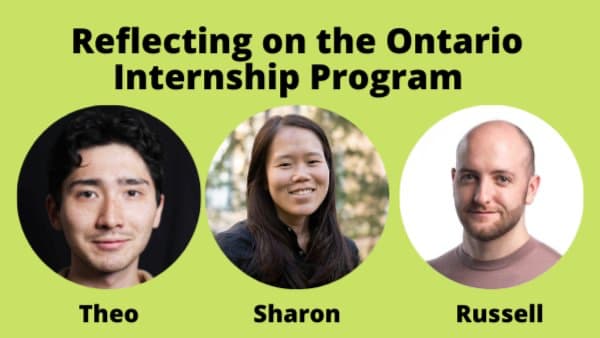 Reflecting on the Ontario
Internship Program
Theo
Sharon
Russell